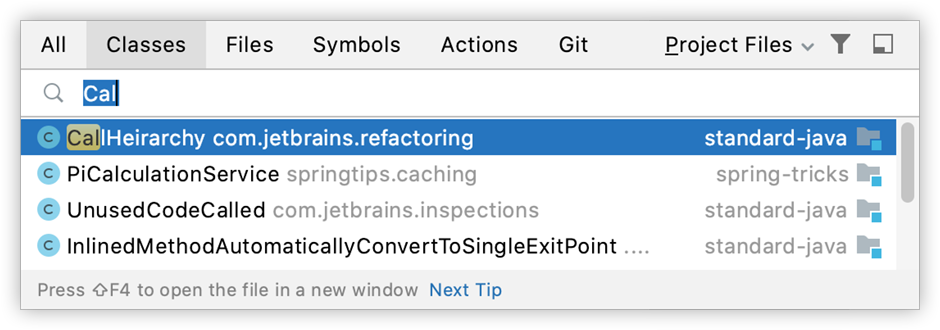 All Classes Files Symbols Actions Git Project Files
Cal
C CallHeirarchy com.jetbrains.refactoring standard-java
C PiCalculationService springtips.caching spring-tricks
C UnusedCodeCalled com.jetbrains.inspections standard-java
C InlinedMethodAutomaticallyConvertToSingleExitPoint .... standard-java
Press ⇧F4 to open the file in a new window Next Tip